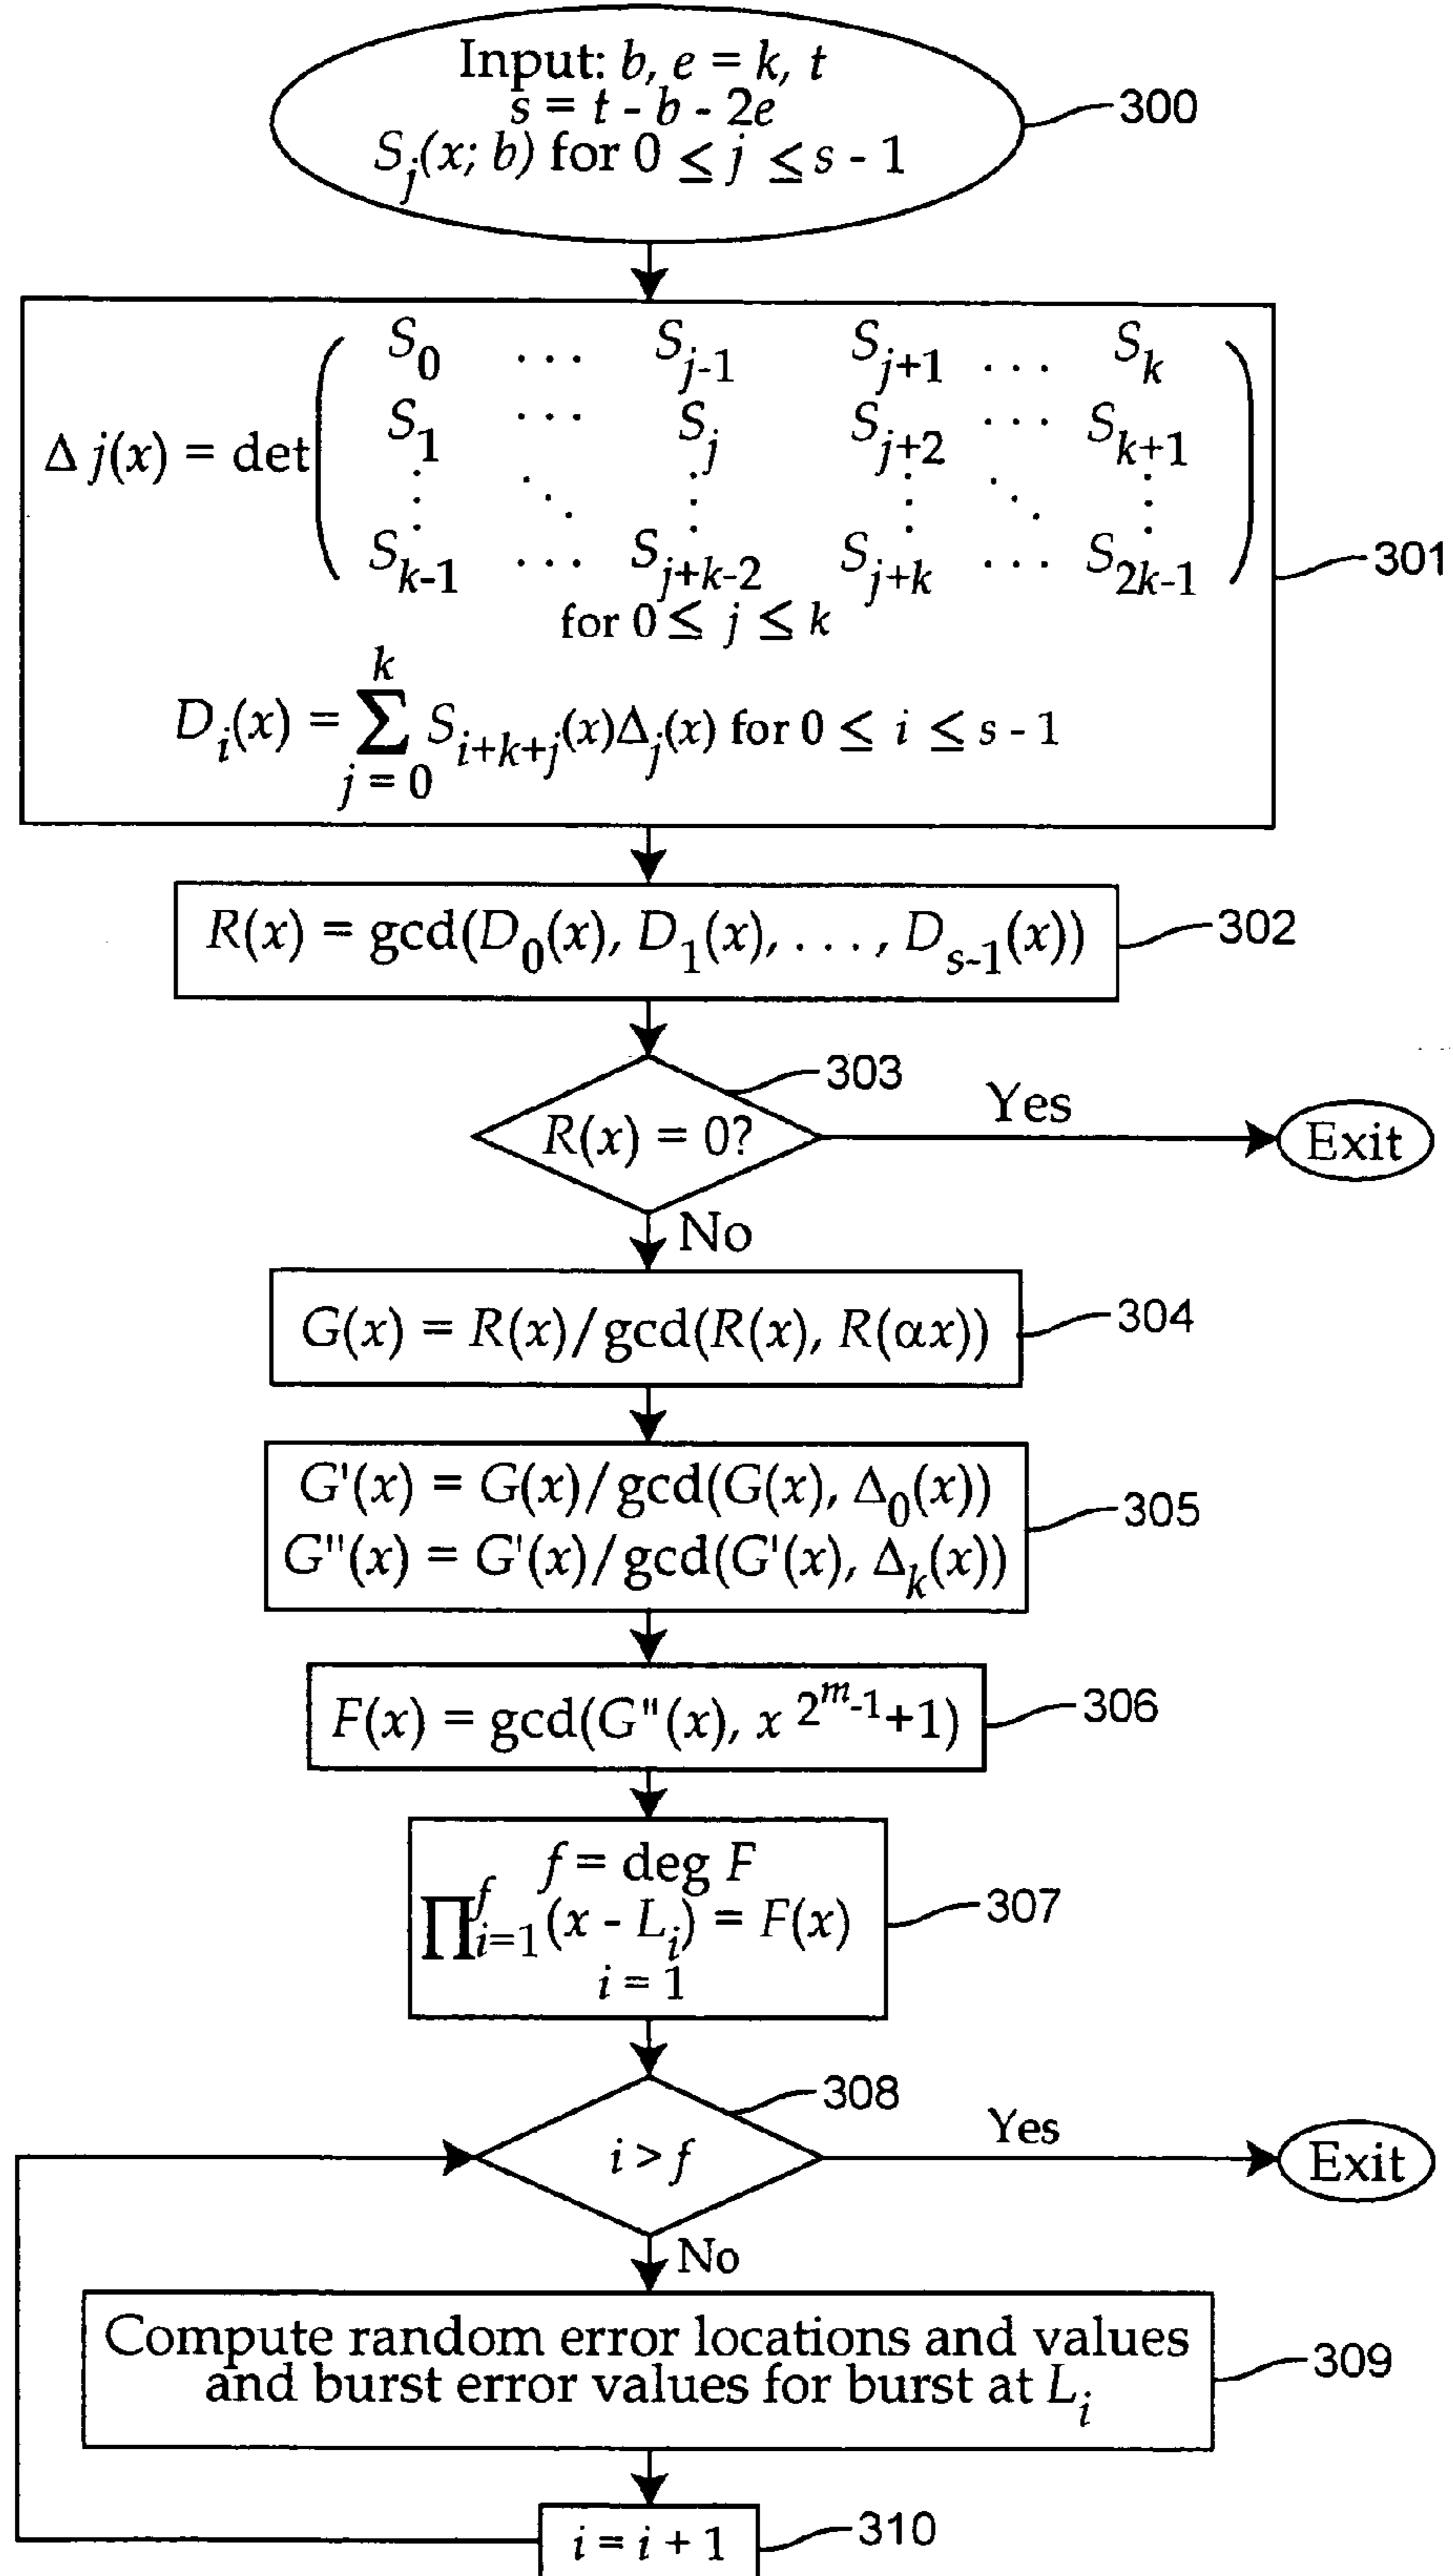 Input: b, e = k, t
s = t - b - 2e
S_j(x; b) for 0 ≤ j ≤ s - 1
300
Δ j(x) = det
S_0 ... S_{j-1} S_{j+1} ... S_k
S_1 ... S_j S_{j+2} ... S_{k+1}
⋮ ⋱ ⋮ ⋮ ⋱ ⋮
S_{k-1} ... S_{j+k-2} S_{j+k} ... S_{2k-1}
for 0 ≤ j ≤ k
D_i(x) = ∑_{j = 0}^{k} S_{i+k+j}(x)Δ_j(x) for 0 ≤ i ≤ s - 1
301
R(x) = gcd(D_0(x), D_1(x), . . . , D_{s-1}(x))
302
303
R(x) = 0?
Yes
Exit
No
G(x) = R(x)/gcd(R(x), R(αx))
304
G'(x) = G(x)/gcd(G(x), Δ_0(x))
G"(x) = G'(x)/gcd(G'(x), Δ_k(x))
305
F(x) = gcd(G"(x), x^{2^m-1}+1)
306
f = deg F
∏_{i=1}^{f}(x - L_i) = F(x)
i = 1
307
308
i > f
Yes
Exit
No
Compute random error locations and values
and burst error values for burst at L_i
309
i = i + 1
310